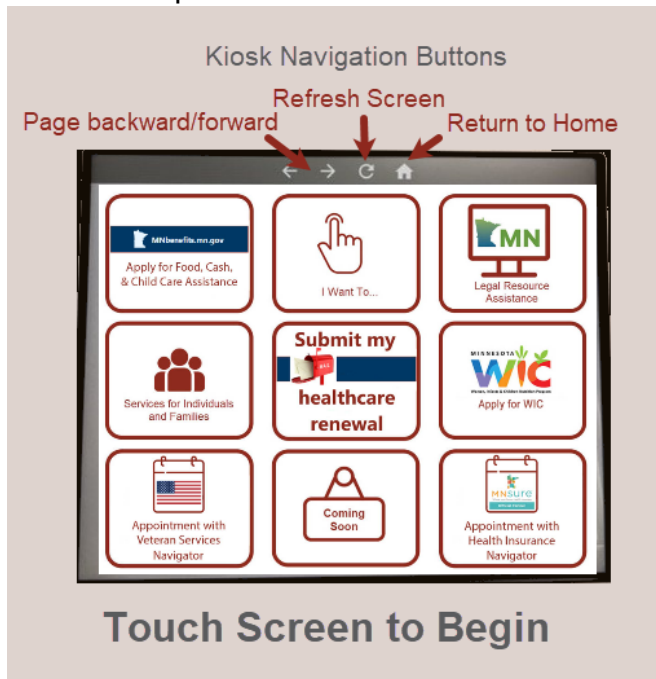 Kiosk Navigation Buttons
Refresh Screen
Page backward/forward
Return to Home
MNbenefits.mn.gov
Apply for Food, Cash,
& Child Care Assistance
I Want To...
MN
Legal Resource
Assistance
Services for Individuals
and Families
Submit my
healthcare
renewal
MINNESOTA
WIC
Apply for WIC
Appointment with
Veteran Services
Navigator
Coming
Soon
MNSURE
Appointment with
Health Insurance
Navigator
Touch Screen to Begin